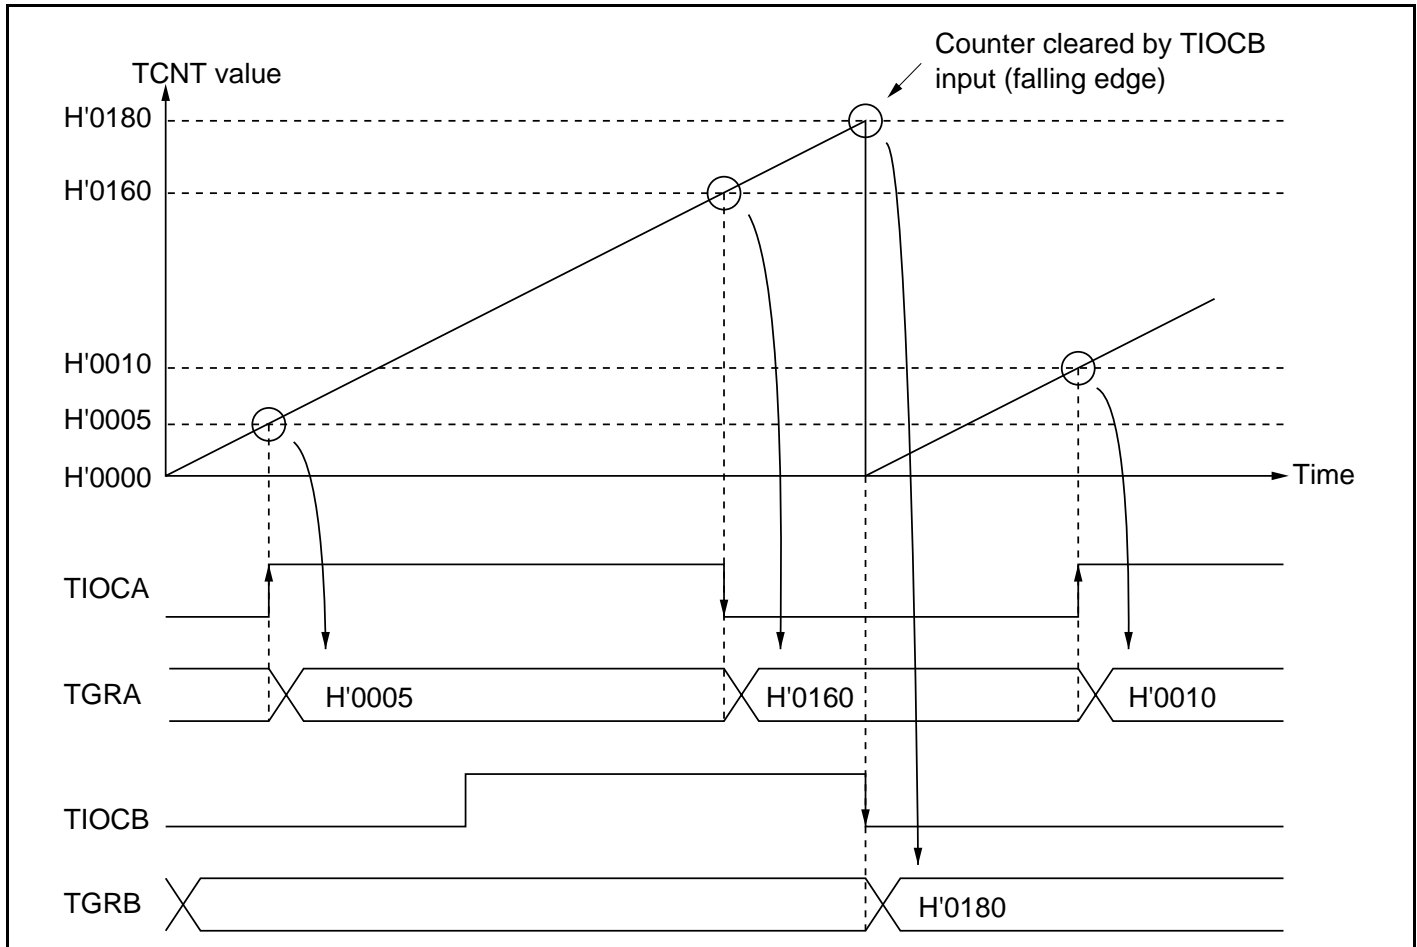 Counter cleared by TIOCB
input (falling edge)
TCNT value
H'0180
H'0160
H'0010
H'0005
H'0000
Time
TIOCA
TGRA
H'0005
H'0160
H'0010
TIOCB
TGRB
H'0180